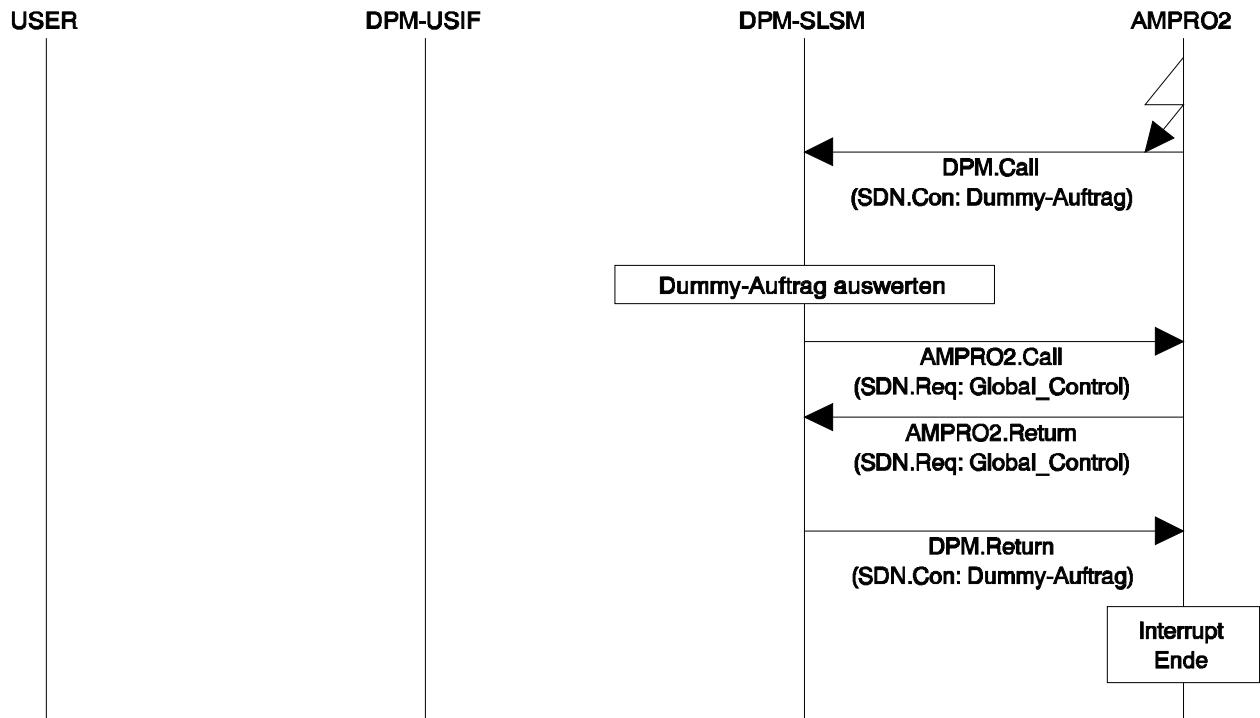 USER DPM-USIF DPM-SLSM AMPRO2
DPM.Call
(SDN.Con: Dummy-Auftrag)
Dummy-Auftrag auswerten
AMPRO2.Call
(SDN.Req: Global_Control)
AMPRO2.Return
(SDN.Req: Global_Control)
DPM.Return
(SDN.Con: Dummy-Auftrag)
Interrupt
Ende